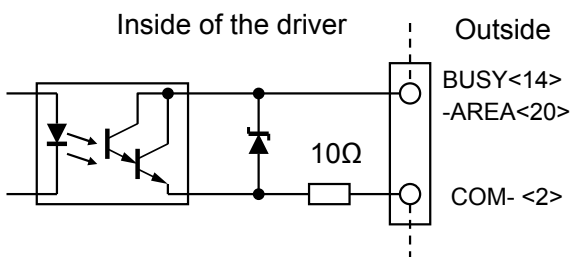 Inside of the driver
Outside
BUSY<14>
-AREA<20>
10Ω
COM- <2>